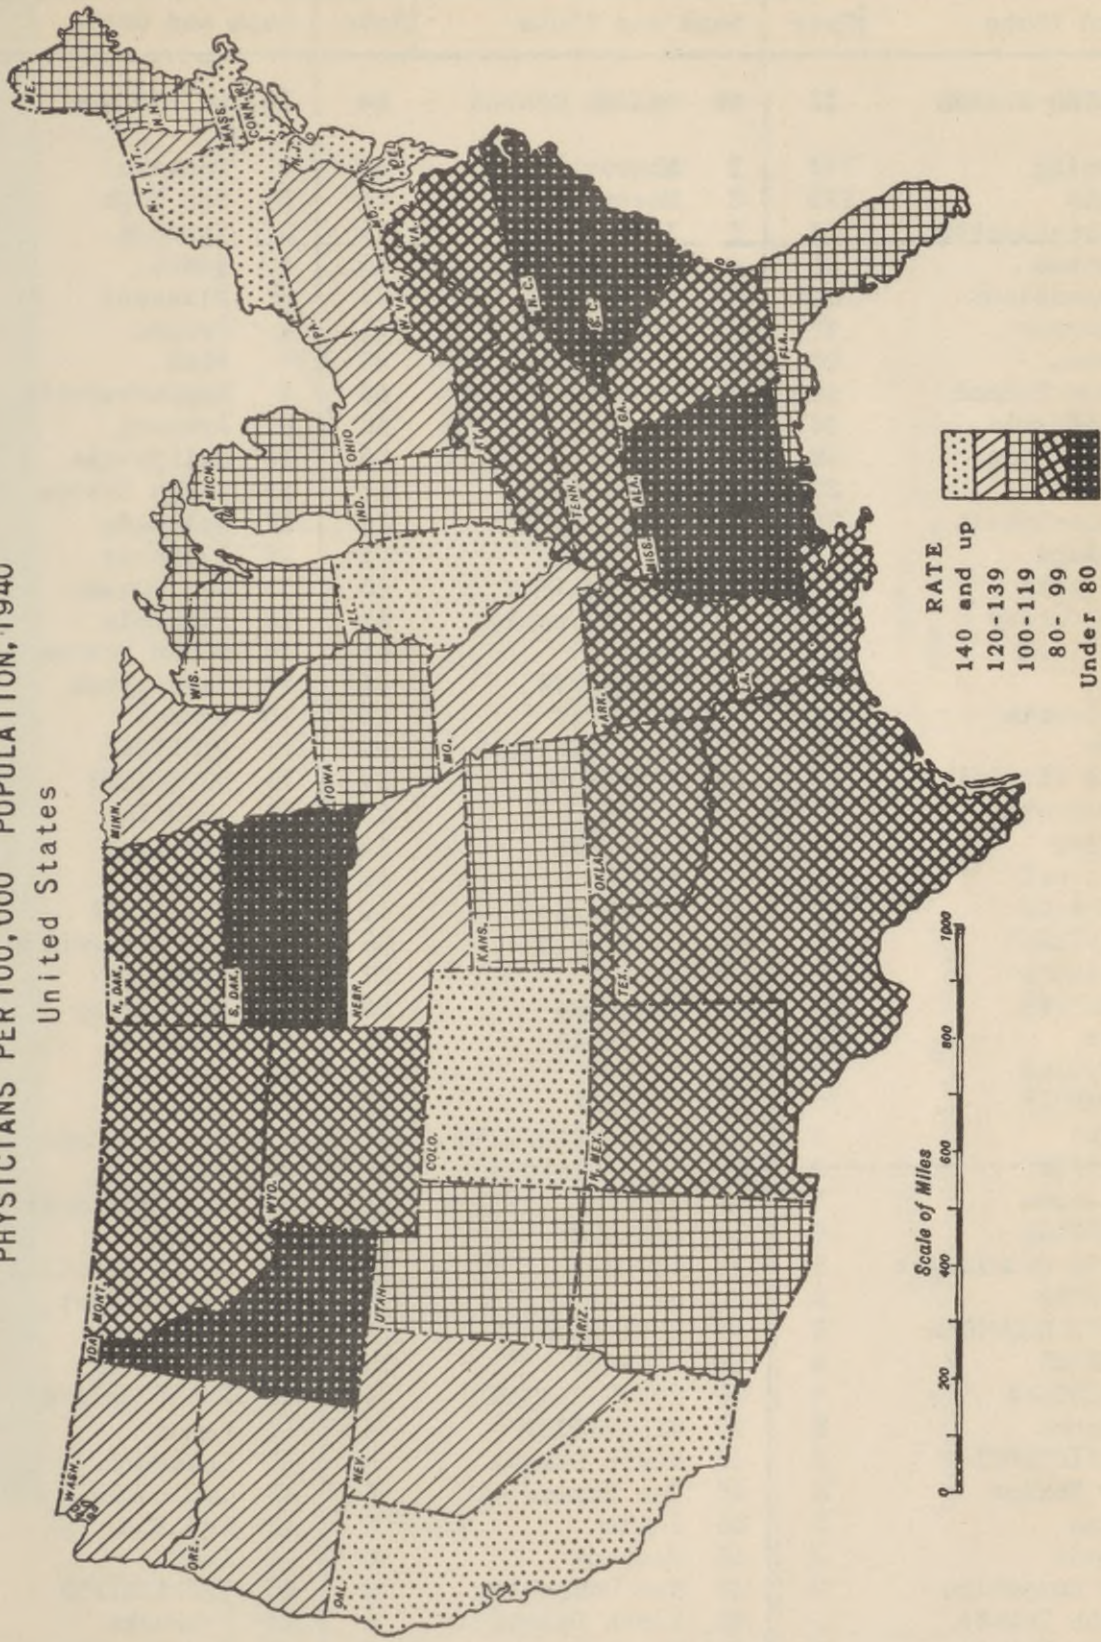 PHYSICIANS PER 100,000 POPULATION, 1940
United States
WASH.
ORE.
CAL.
NEV.
IDA.
MONT.
WYO.
UTAH
ARIZ.
COLO.
N. MEX.
N. DAK.
S. DAK.
NEBR.
KANS.
OKLA.
TEX.
MINN.
IOWA
MO.
ARK.
LA.
WIS.
ILL.
MICH.
IND.
OHIO
KY.
TENN.
MISS.
ALA.
GA.
FLA.
S. C.
N. C.
VA.
W. VA.
MD.
DEL.
PA.
N. J.
N. Y.
VT.
N. H.
ME.
MASS.
CONN.
R. I.
Scale of Miles
0 200 400 600 800 1000
RATE
140 and up
120-139
100-119
80- 99
Under 80